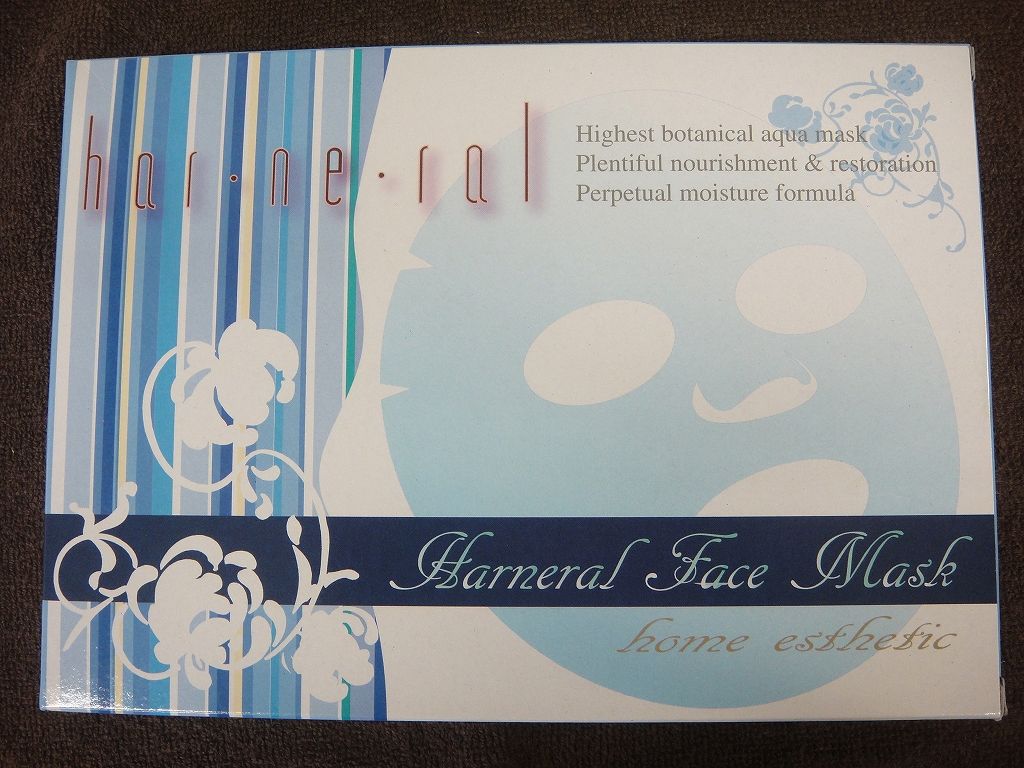 har·ne·ral
Highest botanical aqua mask
Plentiful nourishment & restoration
Perpetual moisture formula
Harneral Face Mask
home esthetic